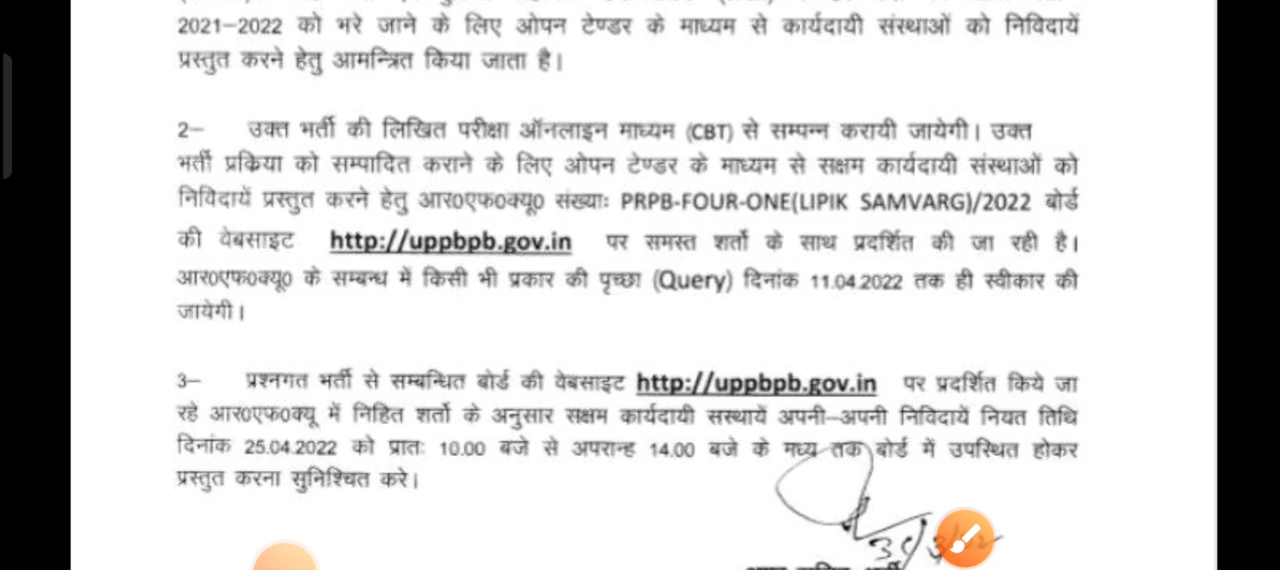 2021–2022 को भरे जाने के लिए ओपन टेण्डर के माध्यम से कार्यदायी संस्थाओं को निविदायें
प्रस्तुत करने हेतु आमन्त्रित किया जाता है।
2– उक्त भर्ती की लिखित परीक्षा ऑनलाइन माध्यम (CBT) से सम्पन्न करायी जायेगी। उक्त
भर्ती प्रकिया को सम्पादित कराने के लिए ओपन टेण्डर के माध्यम से सक्षम कार्यदायी संस्थाओं को
निविदायें प्रस्तुत करने हेतु आर0एफ0क्यू0 संख्याः PRPB-FOUR-ONE(LIPIK SAMVARG)/2022 बोर्ड
की वेबसाइट http://uppbpb.gov.in पर समस्त शर्तो के साथ प्रदर्शित की जा रही है।
आर0एफ0क्यू0 के सम्बन्ध में किसी भी प्रकार की पृच्छा (Query) दिनांक 11.04.2022 तक ही स्वीकार की
जायेगी।
3– प्रश्नगत भर्ती से सम्बन्धित बोर्ड की वेबसाइट http://uppbpb.gov.in पर प्रदर्शित किये जा
रहे आर0एफ0क्यू में निहित शर्तो के अनुसार सक्षम कार्यदायी सस्थायें अपनी–अपनी निविदायें नियत तिथि
दिनांक 25.04.2022 को प्रातः 10.00 बजे से अपरान्ह 14.00 बजे के मध्य तक बोर्ड में उपस्थित होकर
प्रस्तुत करना सुनिश्चित करे।